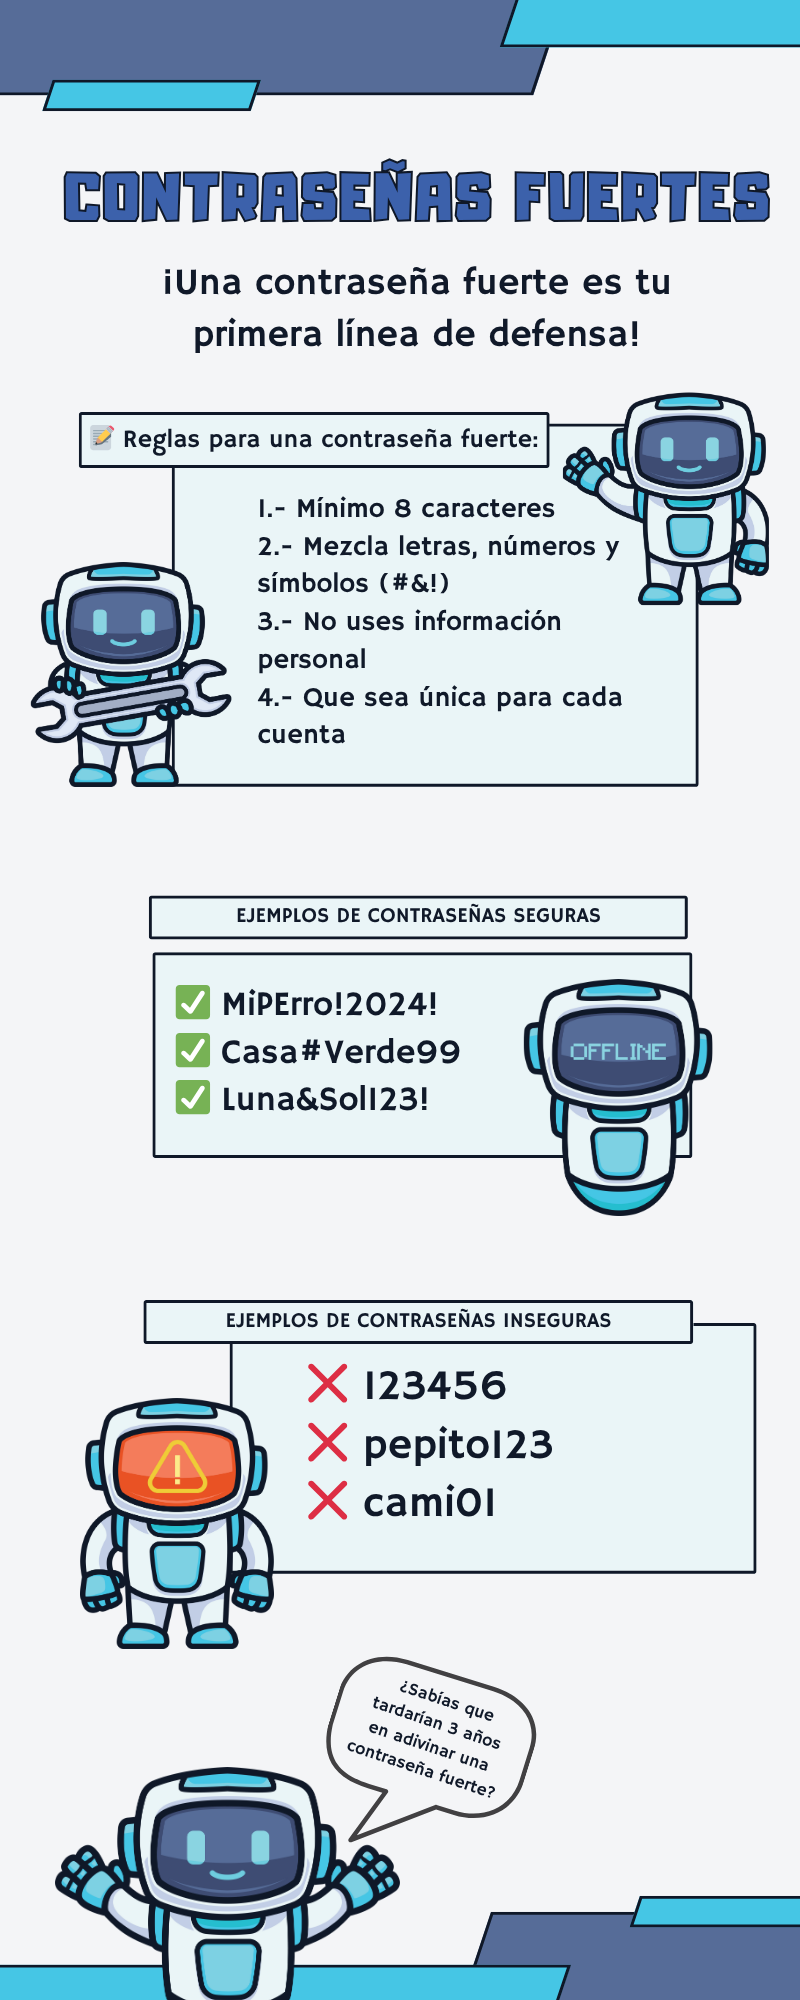 CONTRASEÑAS FUERTES
¡Una contraseña fuerte es tu
primera línea de defensa!
Reglas para una contraseña fuerte:
1.- Mínimo 8 caracteres
2.- Mezcla letras, números y
símbolos (#&!)
3.- No uses información
personal
4.- Que sea única para cada
cuenta
EJEMPLOS DE CONTRASEÑAS SEGURAS
MiPErro!2024!
Casa#Verde99
Luna&Sol123!
OFFLINE
EJEMPLOS DE CONTRASEÑAS INSEGURAS
123456
pepito123
cami01
¿Sabías que
tardarían 3 años
en adivinar una
contraseña fuerte?